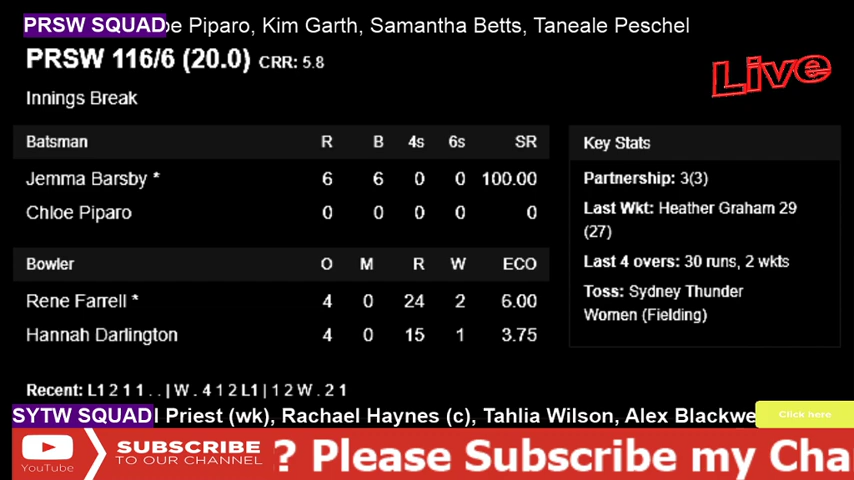 PRSW SQUAD be Piparo, Kim Garth, Samantha Betts, Taneale Peschel
PRSW 116/6 (20.0) CRR: 5.8
Live
Innings Break
Batsman R B 4s 6s SR
Jemma Barsby * 6 6 0 0 100.00
Chloe Piparo 0 0 0 0 0
Bowler O M R W ECO
Rene Farrell * 4 0 24 2 6.00
Hannah Darlington 4 0 15 1 3.75
Key Stats
Partnership: 3(3)
Last Wkt: Heather Graham 29
(27)
Last 4 overs: 30 runs, 2 wkts
Toss: Sydney Thunder
Women (Fielding)
Recent: L1 2 1 1 . . | W . 4 1 2 L1 | 1 2 W . 2 1
SYTW SQUAD l Priest (wk), Rachael Haynes (c), Tahlia Wilson, Alex Blackwe
Click here
YouTube
SUBSCRIBE
TO OUR CHANNEL
? Please Subscribe my Cha